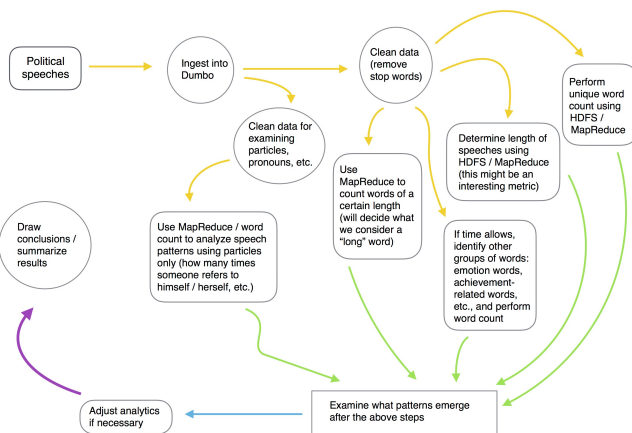 Political
speeches
Ingest into
Dumbo
Clean data
(remove
stop words)
Perform
unique word
count using
HDFS /
MapReduce
Clean data for
examining
particles,
pronouns, etc.
Determine length of
speeches using
HDFS / MapReduce
(this might be an
interesting metric)
Use
MapReduce to
count words of a
certain length
(will decide what
we consider a
“long” word)
Draw
conclusions /
summarize
results
Use MapReduce / word
count to analyze speech
patterns using particles
only (how many times
someone refers to
himself / herself, etc.)
If time allows,
identify other
groups of words:
emotion words,
achievement-
related words,
etc., and perform
word count
Adjust analytics
if necessary
Examine what patterns emerge
after the above steps